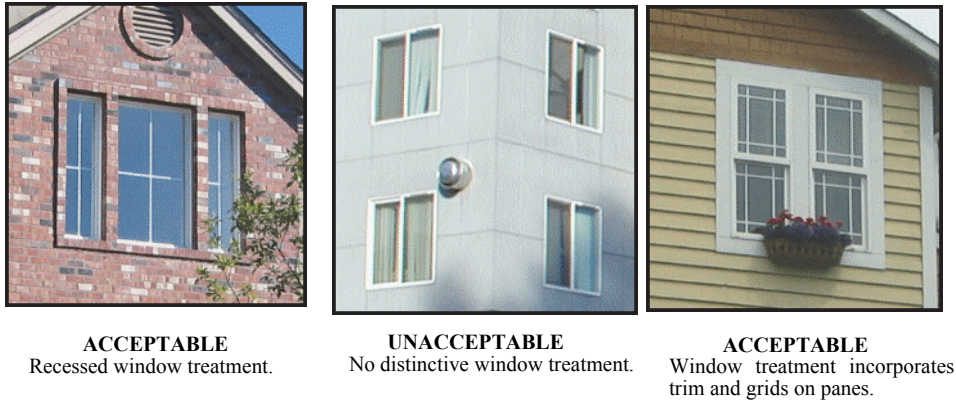 ACCEPTABLE
Recessed window treatment.
UNACCEPTABLE
No distinctive window treatment.
ACCEPTABLE
Window treatment incorporates
trim and grids on panes.